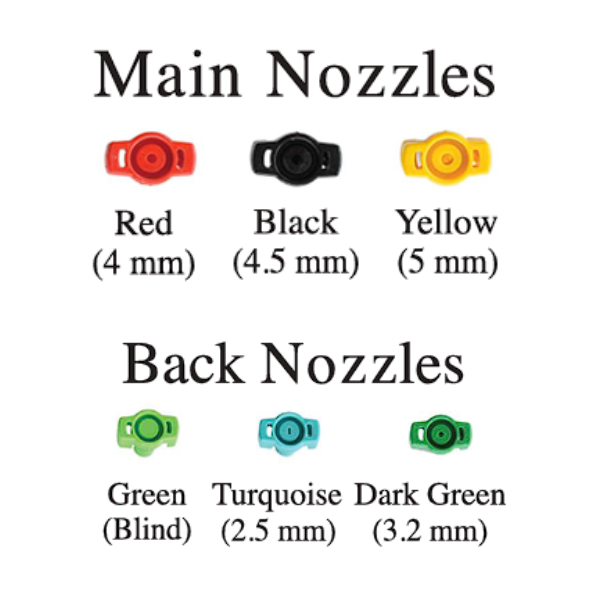 Main Nozzles
Red Black Yellow
(4 mm) (4.5 mm) (5 mm)
Back Nozzles
Green Turquoise Dark Green
(Blind) (2.5 mm) (3.2 mm)